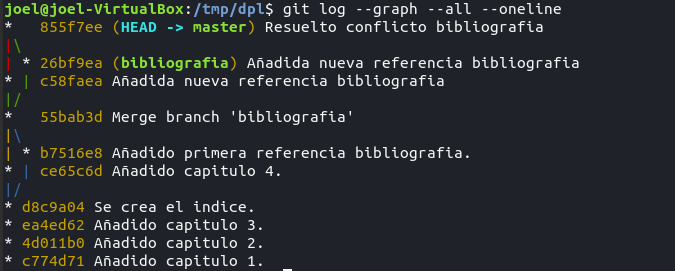 joel@joel-VirtualBox:/tmp/dpl$ git log --graph --all --oneline
*   855f7ee (HEAD -> master) Resuelto conflicto bibliografia
|\
| * 26bf9ea (bibliografia) Añadida nueva referencia bibliografia
* | c58faea Añadida nueva referencia bibliografia
|/
*   55bab3d Merge branch 'bibliografia'
|\
| * b7516e8 Añadido primera referencia bibliografia.
* | ce65c6d Añadido capitulo 4.
|/
* d8c9a04 Se crea el indice.
* ea4ed62 Añadido capitulo 3.
* 4d011b0 Añadido capitulo 2.
* c774d71 Añadido capitulo 1.